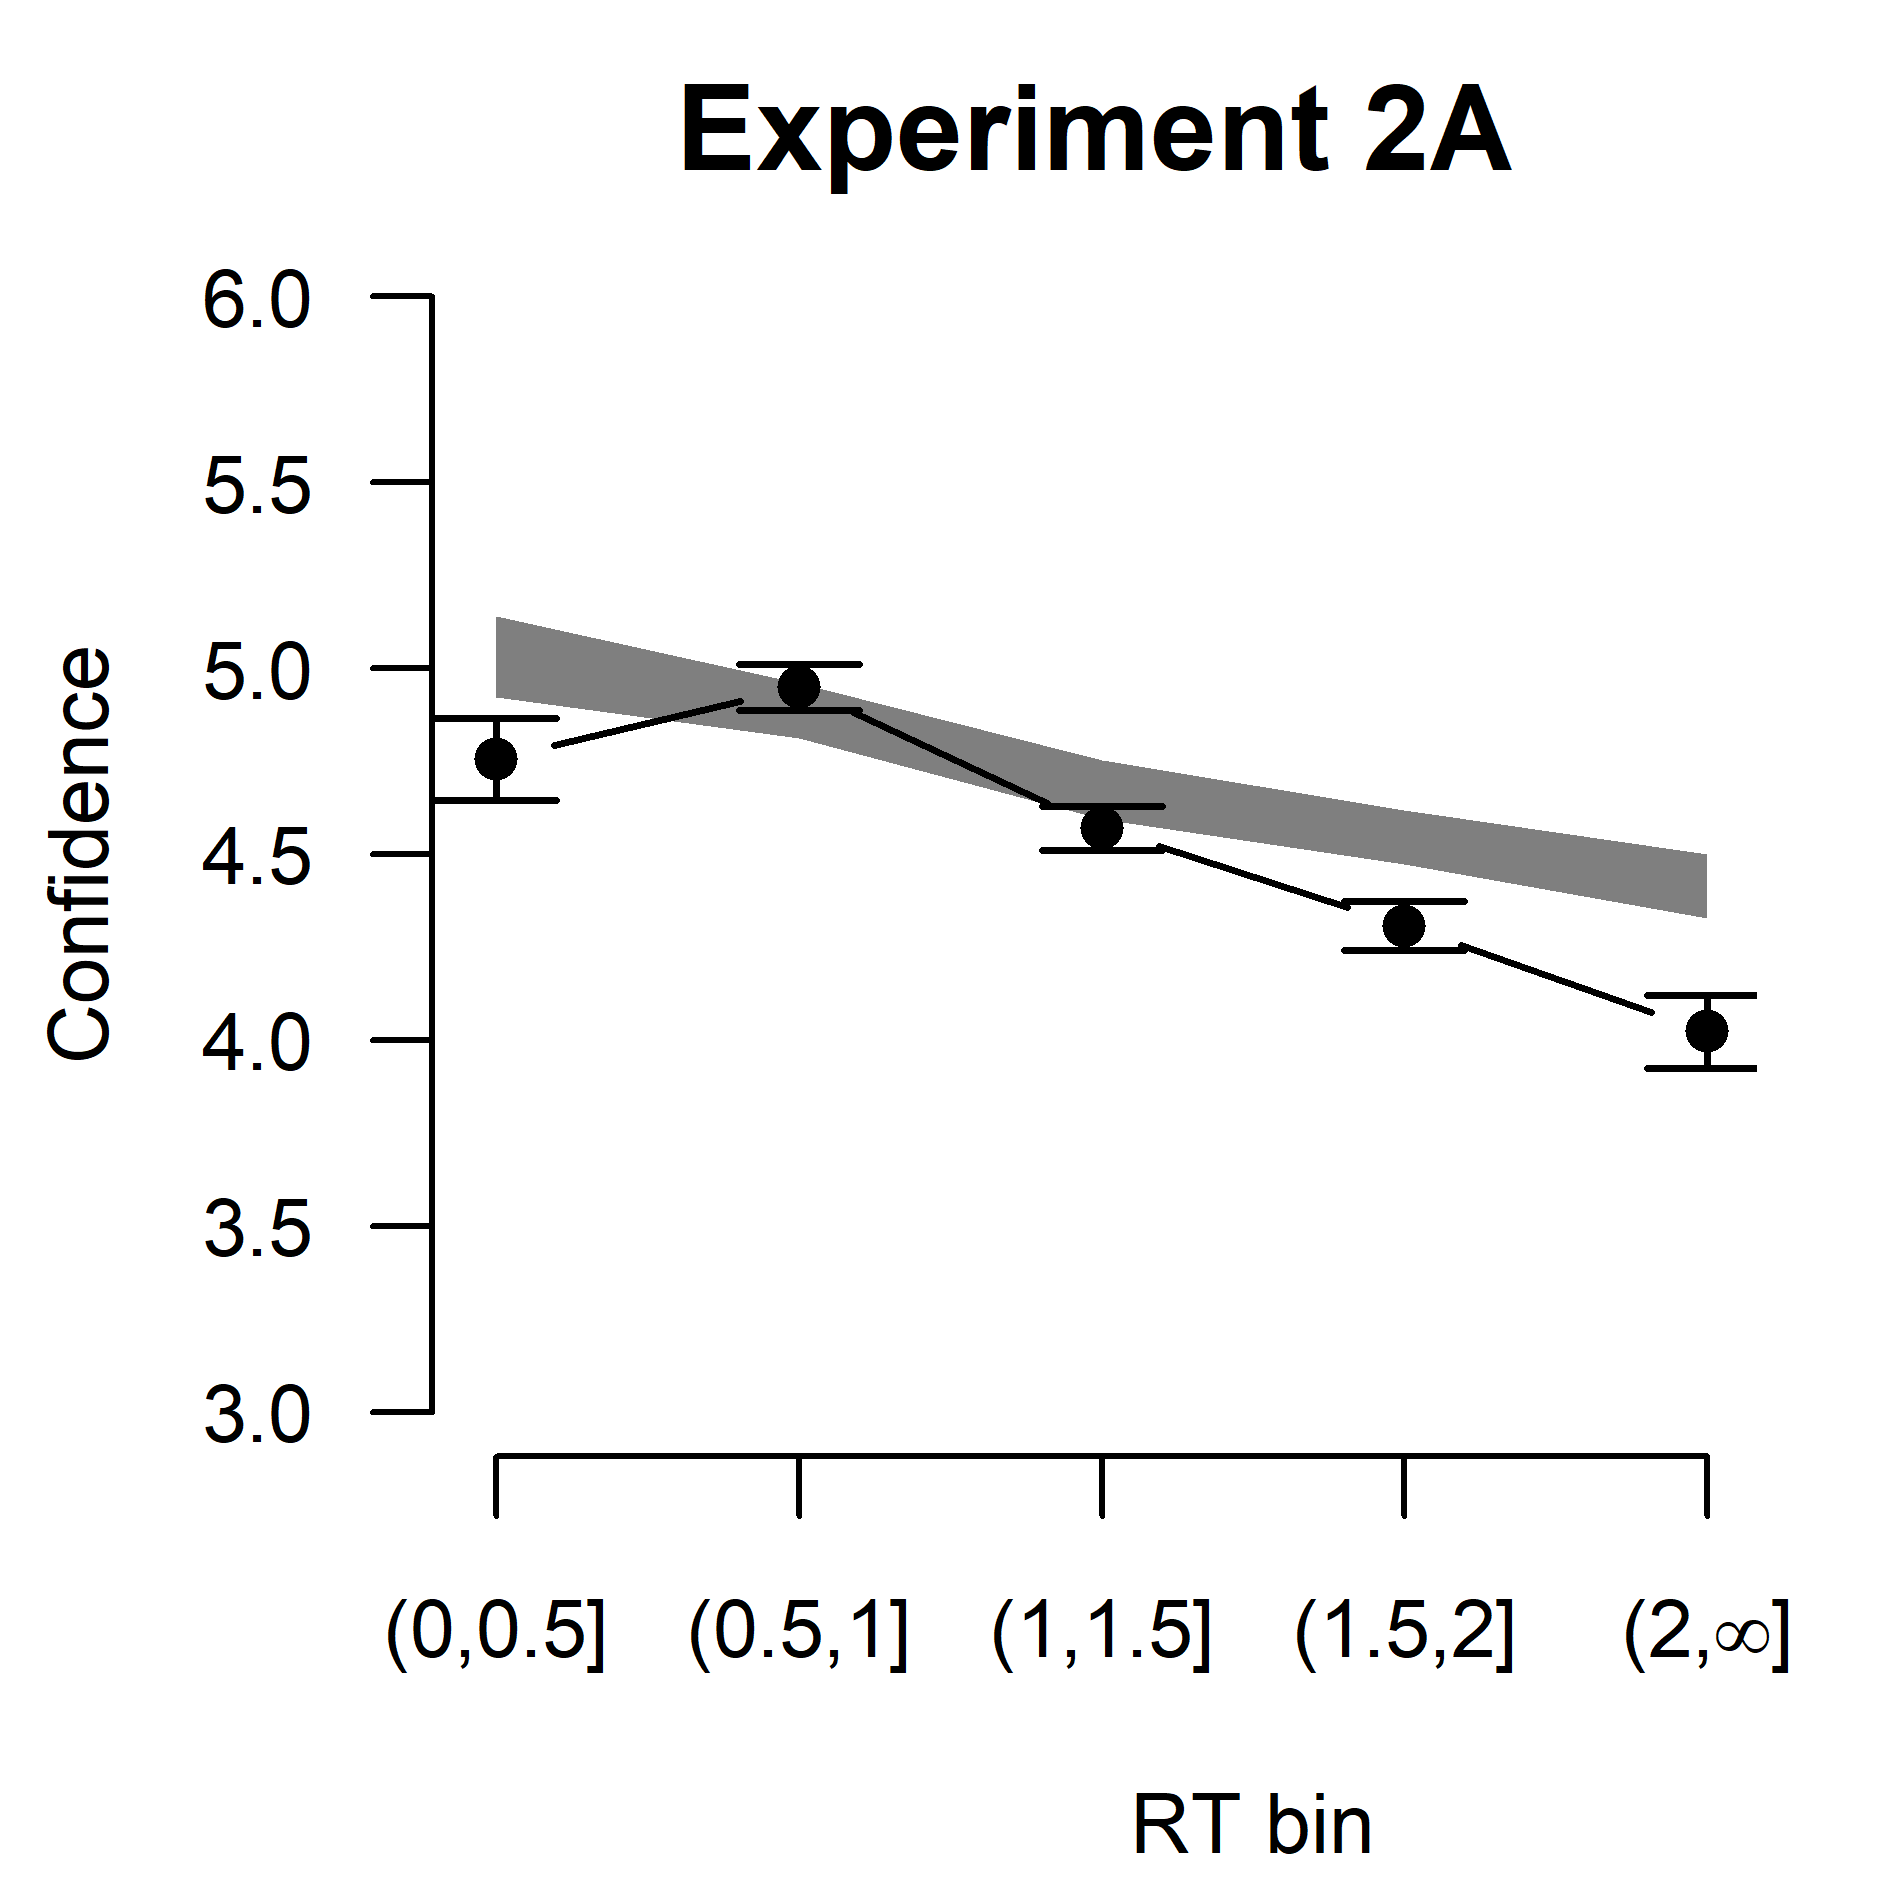 Experiment 2A
6.0
5.5
5.0
4.5
4.0
3.5
3.0
Confidence
(0,0.5] (0.5,1] (1,1.5] (1.5,2] (2,∞]
RT bin